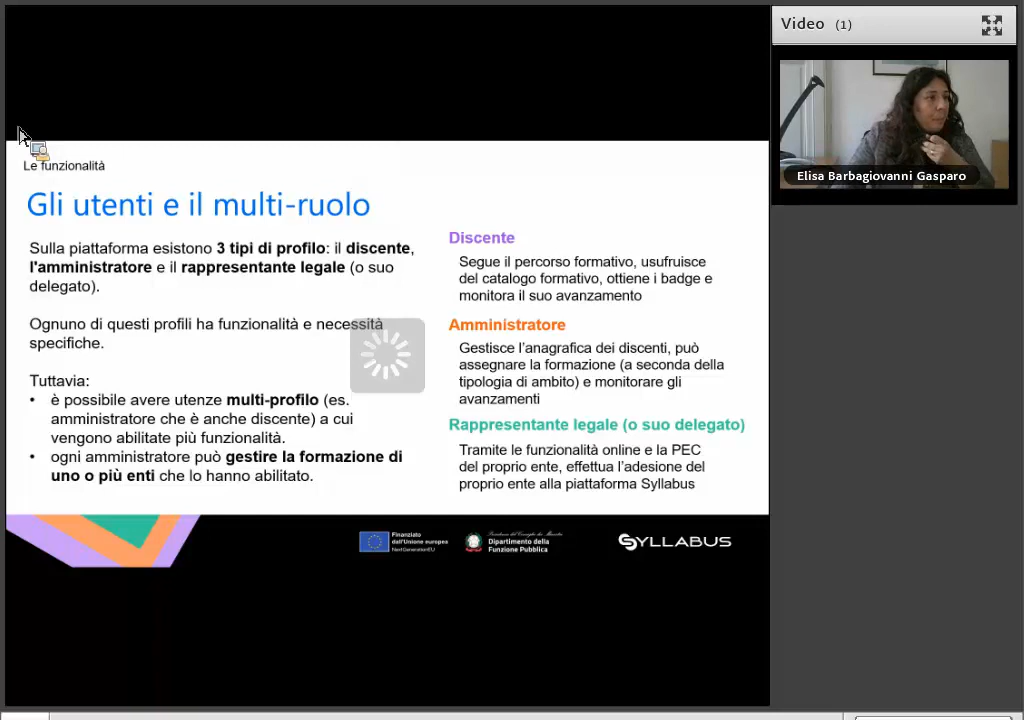 Video (1)
Elisa Barbagiovanni Gasparo
Le funzionalità
Gli utenti e il multi-ruolo
Sulla piattaforma esistono 3 tipi di profilo: il discente,
l'amministratore e il rappresentante legale (o suo
delegato).
Ognuno di questi profili ha funzionalità e necessità
specifiche.
Tuttavia:
• è possibile avere utenze multi-profilo (es.
amministratore che è anche discente) a cui
vengono abilitate più funzionalità.
• ogni amministratore può gestire la formazione di
uno o più enti che lo hanno abilitato.
Discente
Segue il percorso formativo, usufruisce
del catalogo formativo, ottiene i badge e
monitora il suo avanzamento
Amministratore
Gestisce l’anagrafica dei discenti, può
assegnare la formazione (a seconda della
tipologia di ambito) e monitorare gli
avanzamenti
Rappresentante legale (o suo delegato)
Tramite le funzionalità online e la PEC
del proprio ente, effettua l’adesione del
proprio ente alla piattaforma Syllabus
Finanziato
dall'Unione europea
NextGenerationEU
Presidenza del Consiglio dei Ministri
Dipartimento della
Funzione Pubblica
SYLLABUS